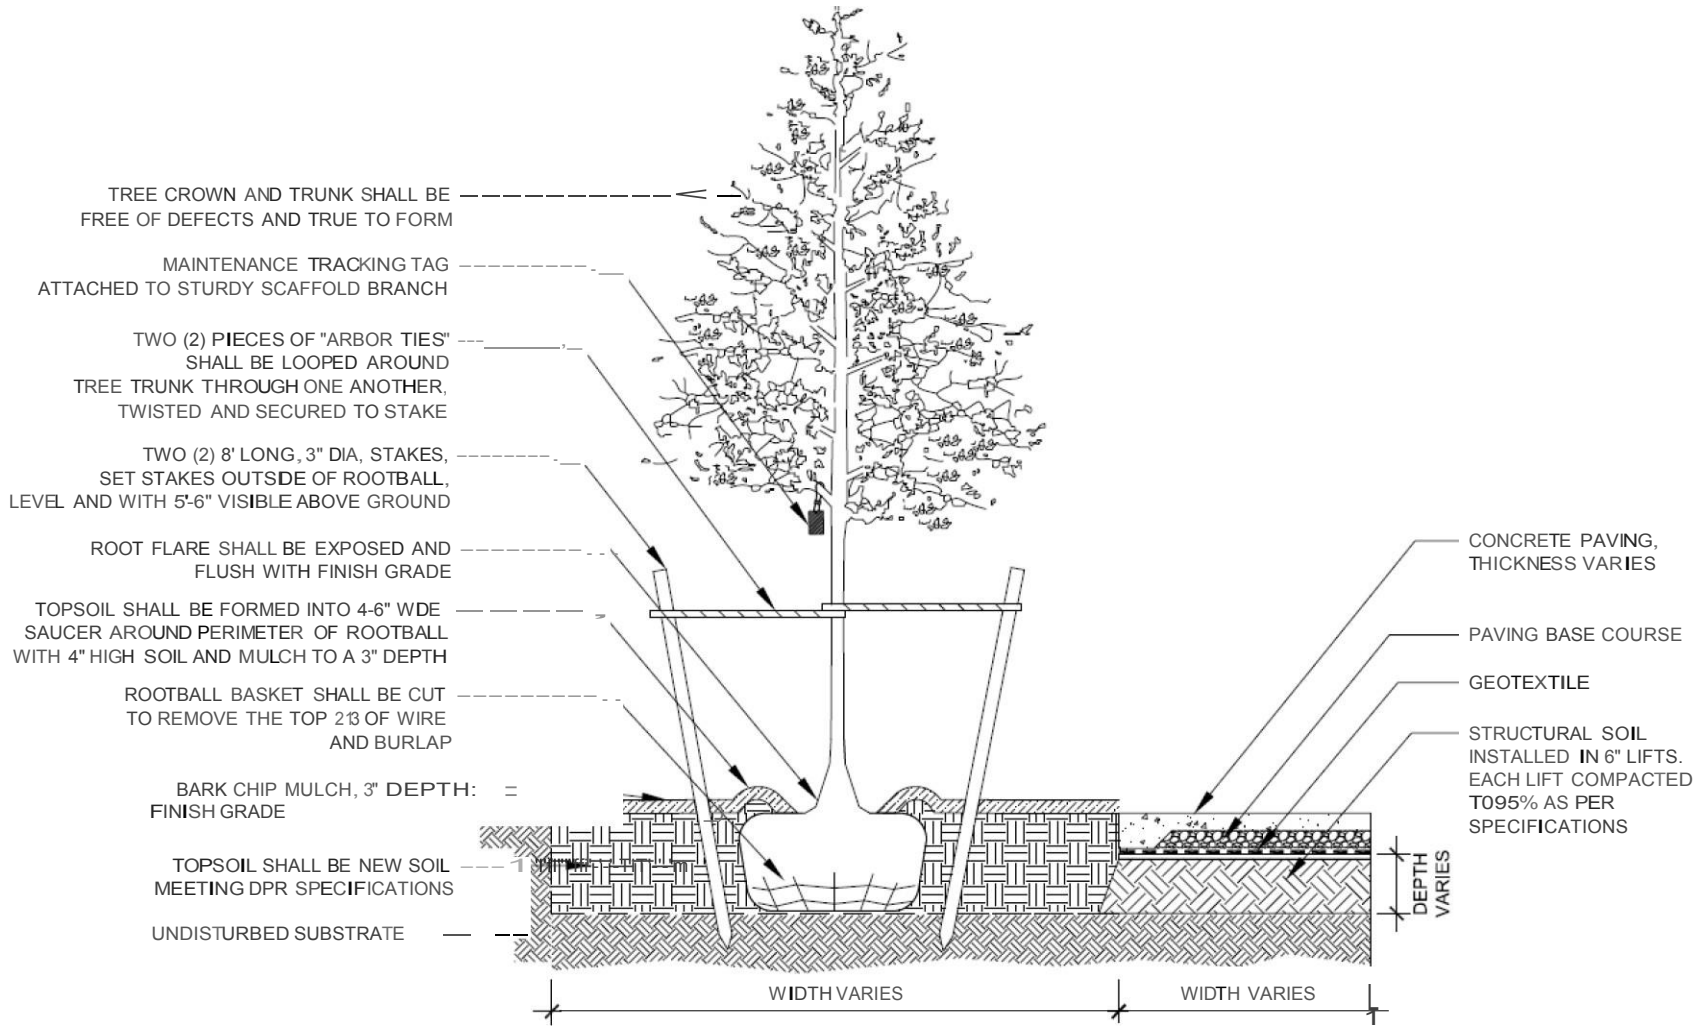 TREE CROWN AND TRUNK SHALL BE
FREE OF DEFECTS AND TRUE TO FORM
MAINTENANCE TRACKING TAG
ATTACHED TO STURDY SCAFFOLD BRANCH
TWO (2) PIECES OF "ARBOR TIES"
SHALL BE LOOPED AROUND
TREE TRUNK THROUGH ONE ANOTHER,
TWISTED AND SECURED TO STAKE
TWO (2) 8' LONG, 3" DIA, STAKES,
SET STAKES OUTSIDE OF ROOTBALL,
LEVEL AND WITH 5'-6" VISIBLE ABOVE GROUND
ROOT FLARE SHALL BE EXPOSED AND
FLUSH WITH FINISH GRADE
TOPSOIL SHALL BE FORMED INTO 4-6" WDE
SAUCER AROUND PERIMETER OF ROOTBALL
WITH 4" HIGH SOIL AND MULCH TO A 3" DEPTH
ROOTBALL BASKET SHALL BE CUT
TO REMOVE THE TOP 213 OF WIRE
AND BURLAP
BARK CHIP MULCH, 3" DEPTH:
FINISH GRADE
TOPSOIL SHALL BE NEW SOIL
MEETING DPR SPECIFICATIONS
UNDISTURBED SUBSTRATE
CONCRETE PAVING,
THICKNESS VARIES
PAVING BASE COURSE
GEOTEXTILE
STRUCTURAL SOIL
INSTALLED IN 6" LIFTS.
EACH LIFT COMPACTED
T095% AS PER
SPECIFICATIONS
DEPTH
VARIES
WIDTH VARIES
WIDTH VARIES